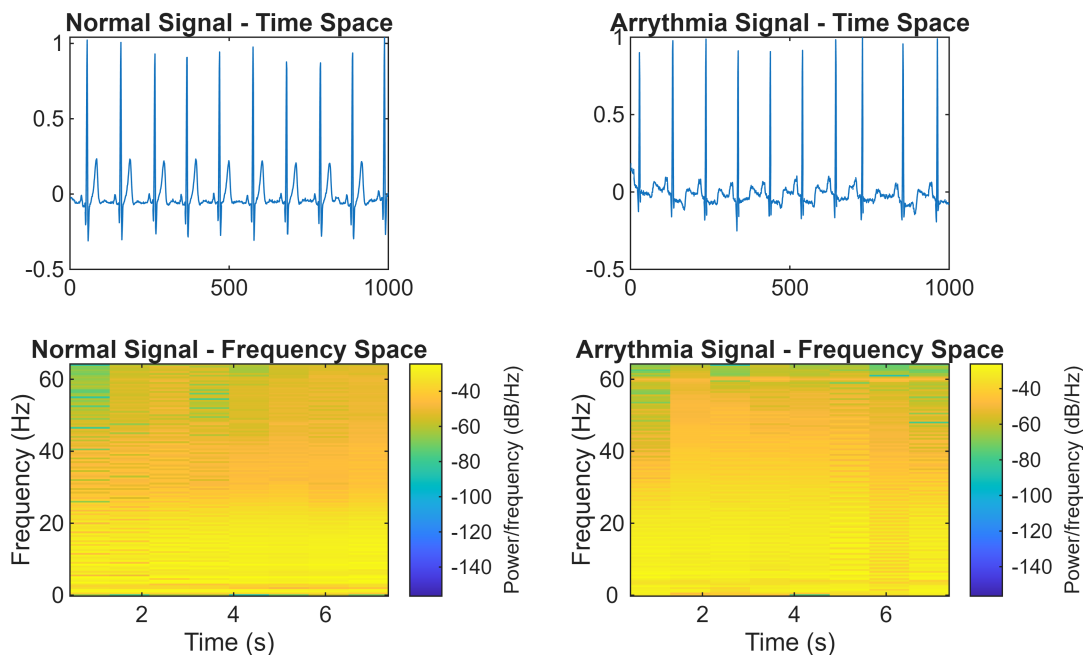 Normal Signal - Time Space
1
0.5
0
-0.5
0 500 1000
Arrythmia Signal - Time Space
1
0.5
0
-0.5
0 500 1000
Normal Signal - Frequency Space
60
40
20
0
Frequency (Hz)
2 4 6
Time (s)
-40
-60
-80
-100
-120
-140
Power/frequency (dB/Hz)
Arrythmia Signal - Frequency Space
60
40
20
0
Frequency (Hz)
2 4 6
Time (s)
-40
-60
-80
-100
-120
-140
Power/frequency (dB/Hz)